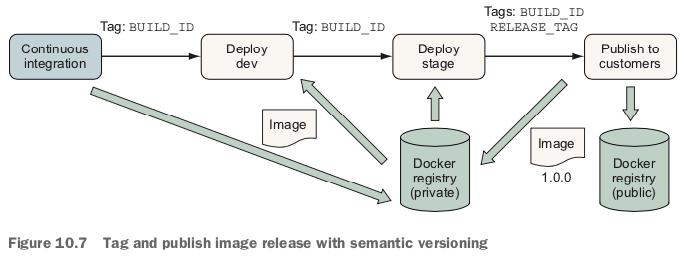 Tags: BUILD_ID
RELEASE_TAG
Tag: BUILD_ID
Tag: BUILD_ID
Continuous
integration
Deploy
dev
Deploy
stage
Publish to
customers
Image
Image
1.0.0
Docker
registry
(private)
Docker
registry
(public)
Figure 10.7 Tag and publish image release with semantic versioning